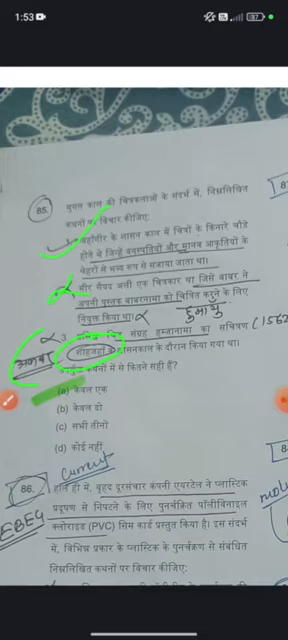 1:53
87
85.
मुगल काल की चित्रकलाओं के संदर्भ में, निम्नलिखित
कथनों पर विचार कीजिए:
1. जहाँगीर के शासन काल में चित्रों के किनारे चौड़े
होते थे जिन्हें वनस्पतियों और मानव आकृतियों के
चेहरों से भव्य रूप से सजाया जाता था।
मीर सैयद अली एक चित्रकार था जिसे बाबर ने
अपनी पुस्तक बाबरनामा को चित्रित करने के लिए
नियुक्त किया था।
हुमायु
3. चित्र संग्रह हम्जानामा का सचित्रण (1562
अकबर
शाहजहाँ के शासनकाल के दौरान किया गया था।
कथनों में से कितने सही हैं?
(a) केवल एक
(b) केवल दो
(c) सभी तीनों
(d) कोई नहीं
current
86.
हाल ही में, वृहद दूरसंचार कंपनी एयरटेल ने प्लास्टिक
प्रदूषण से निपटने के लिए पुनर्चक्रित पॉलीविनाइल
क्लोराइड (PVC) सिम कार्ड प्रस्तुत किया है। इस संदर्भ
में, विभिन्न प्रकार के प्लास्टिक के पुनर्चक्रण से संबंधित
निम्नलिखित कथनों पर विचार कीजिए: